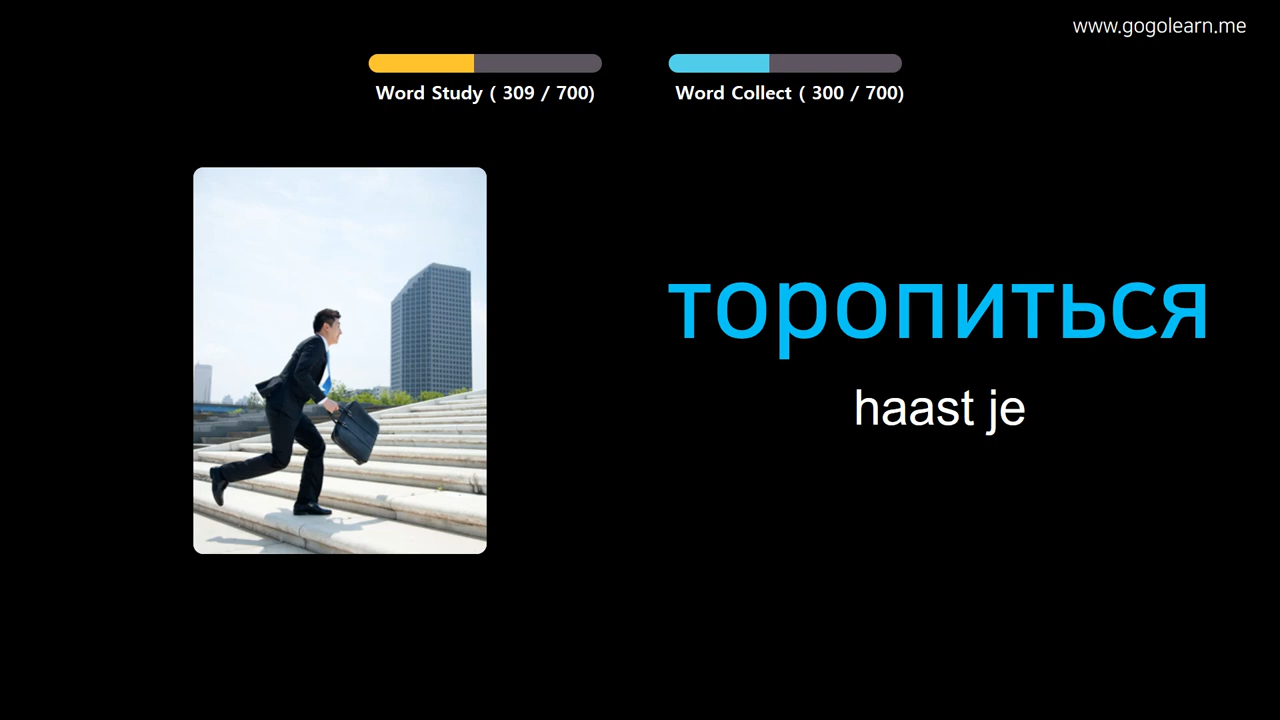 www.gogolearn.me
Word Study ( 309 / 700)
Word Collect ( 300 / 700)
торопиться
haast je